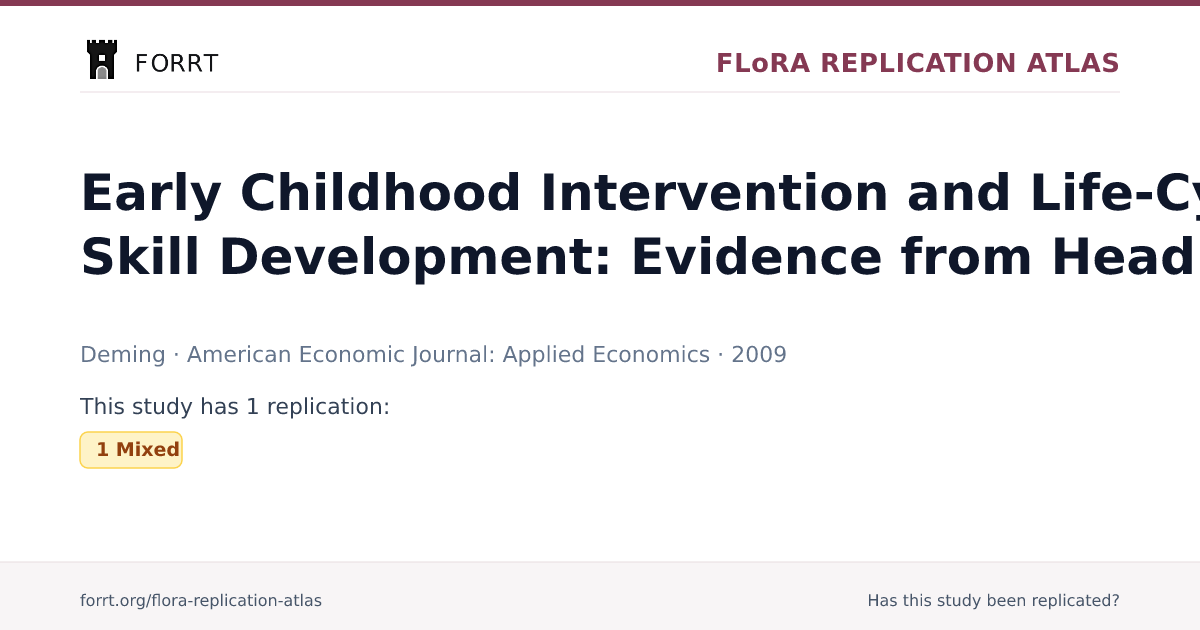 FORRT
FLoRA REPLICATION ATLAS
Early Childhood Intervention and Life-Cy
Skill Development: Evidence from Head
Deming · American Economic Journal: Applied Economics · 2009
This study has 1 replication:
1 Mixed
forrt.org/flora-replication-atlas
Has this study been replicated?